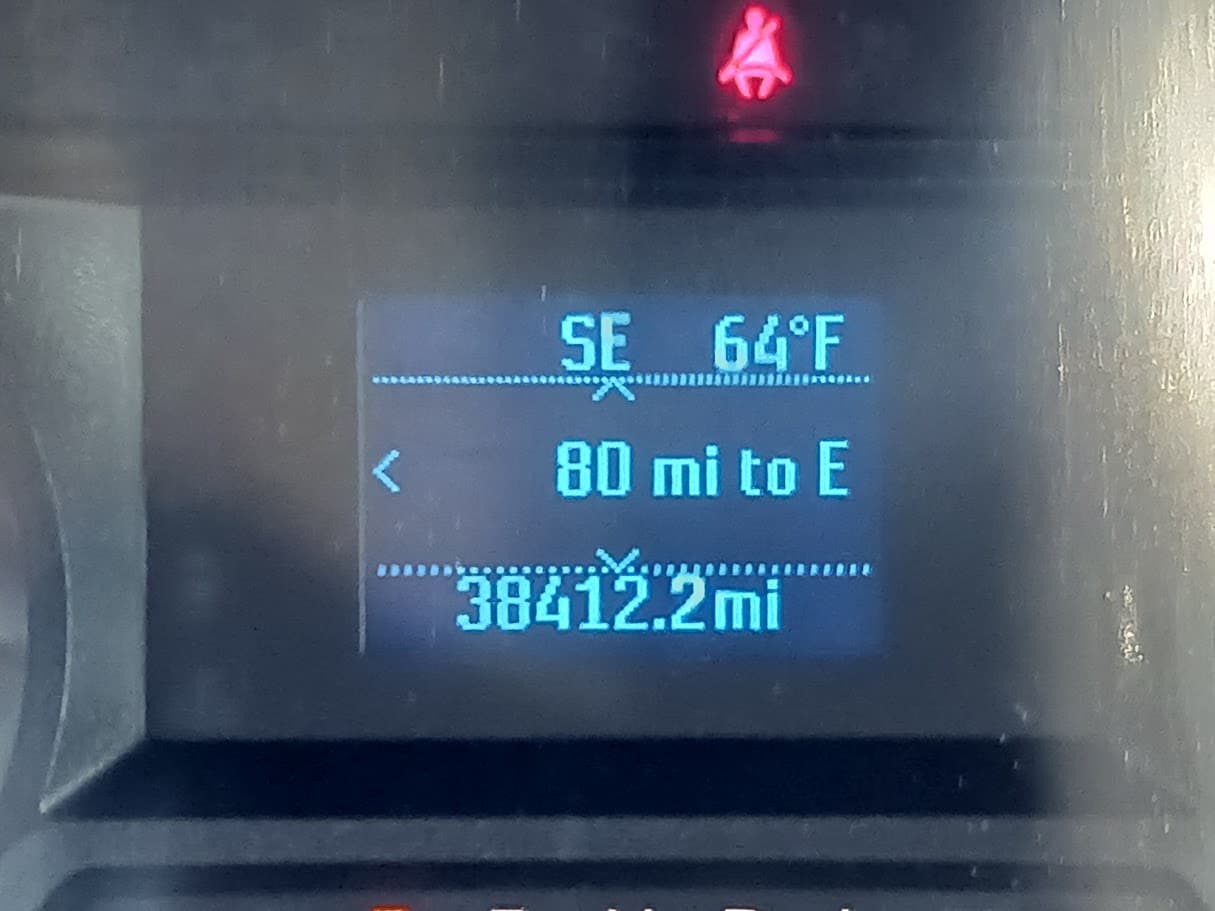 SE 64°F
< 80 mi to E
38412.2mi